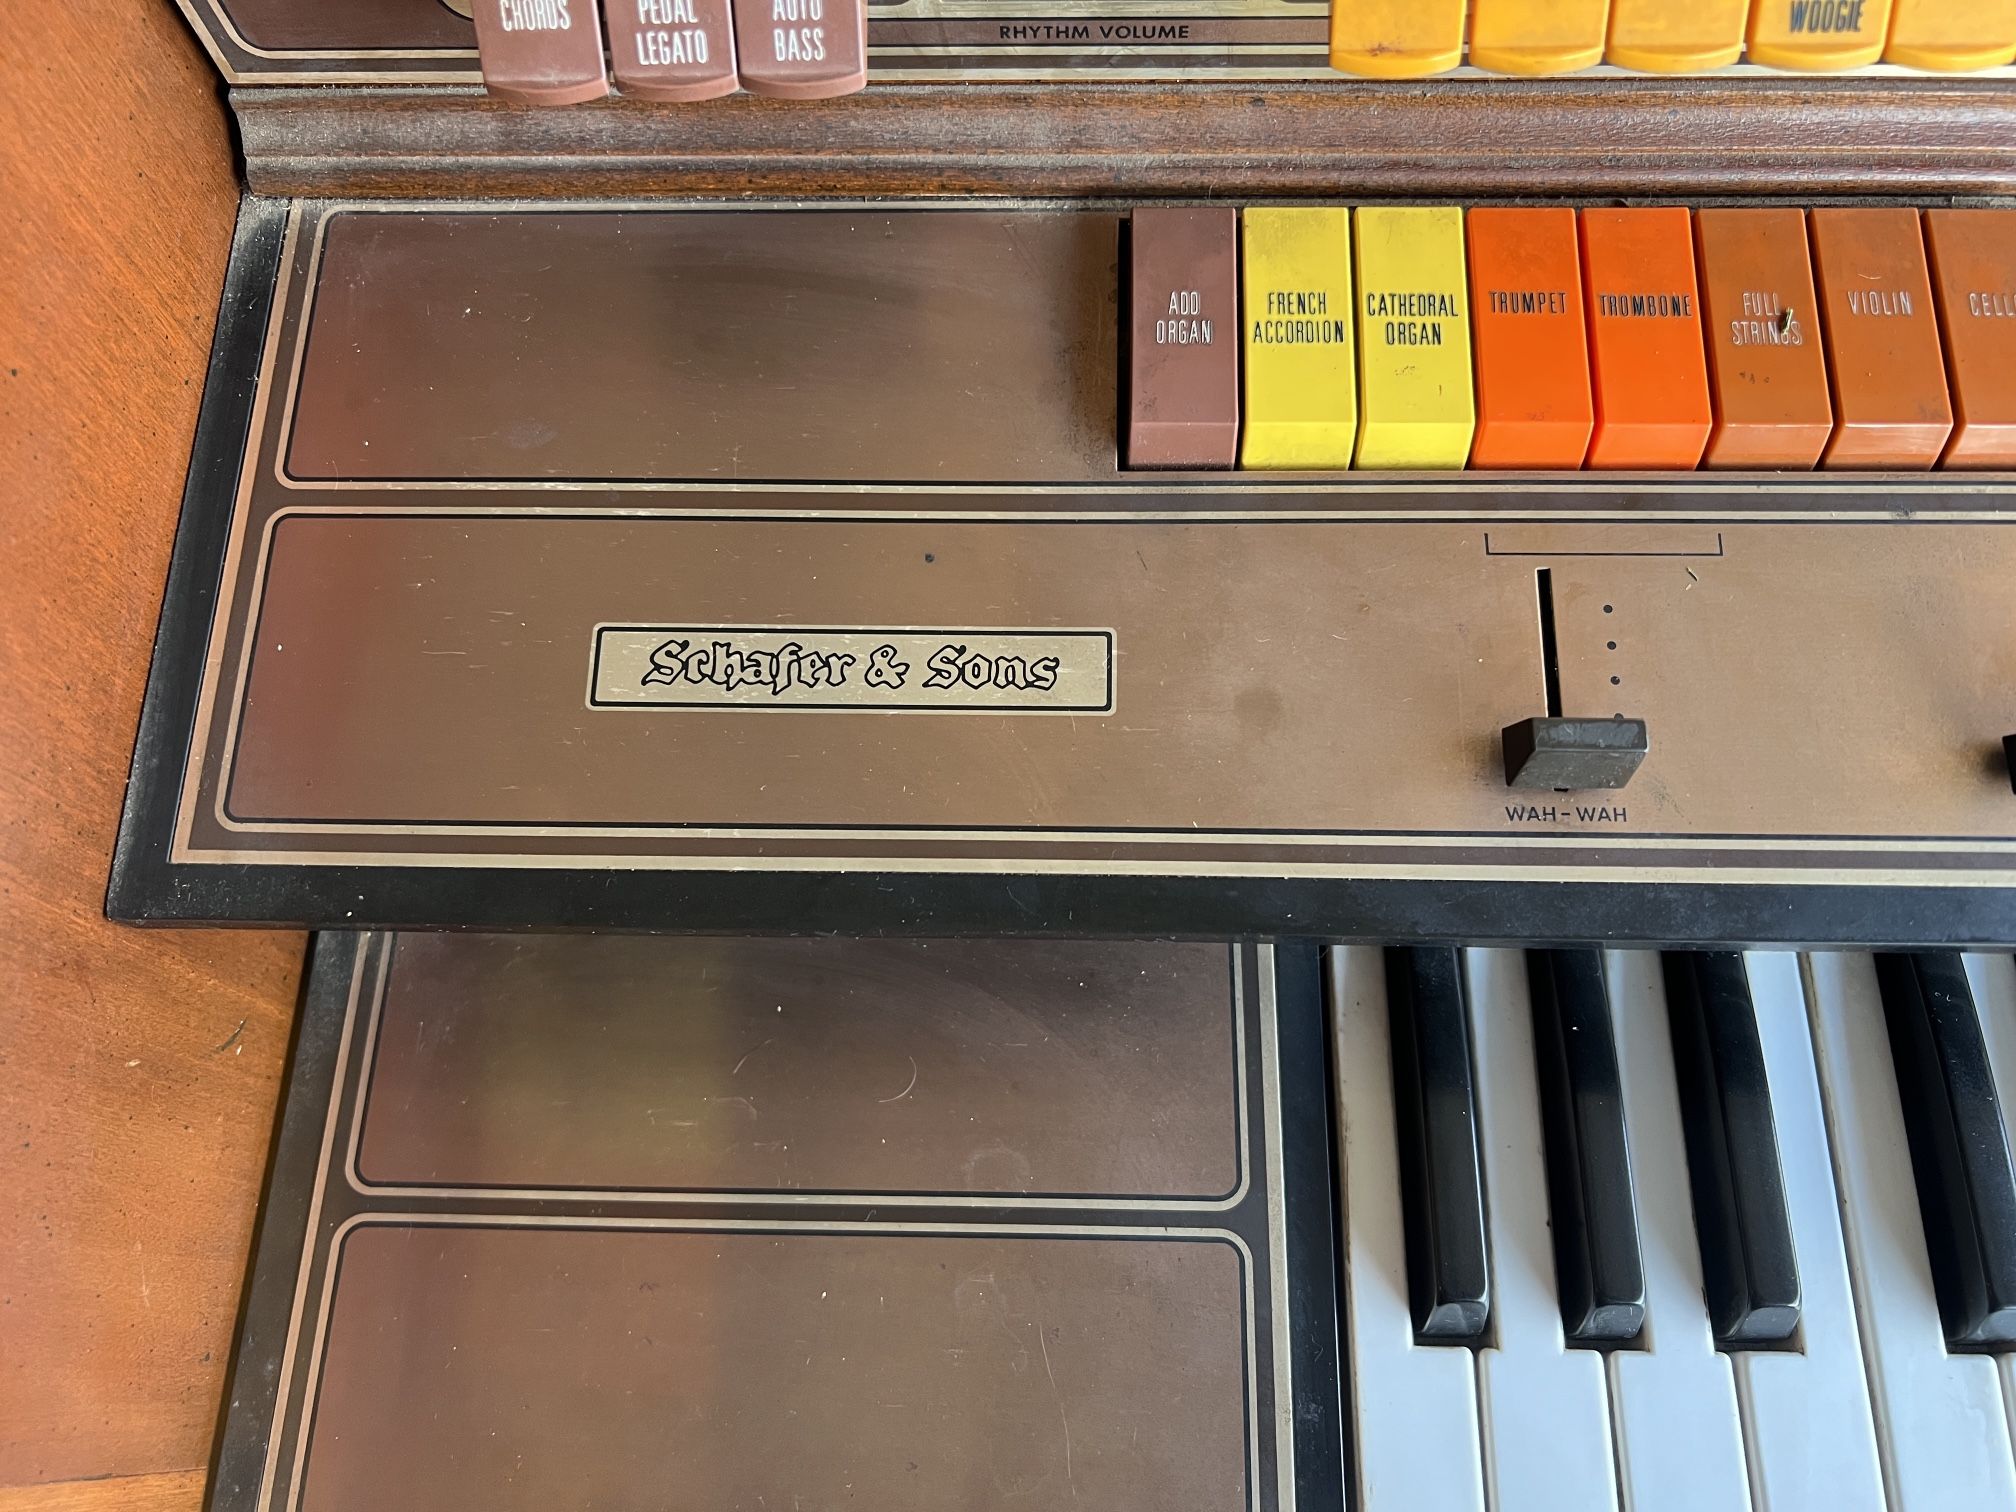 CHORDS
PEDAL
LEGATO
AUTO
BASS
RHYTHM VOLUME
WOOGIE
ADD
ORGAN
FRENCH
ACCORDION
CATHEDRAL
ORGAN
TRUMPET
TROMBONE
FULL
STRINGS
VIOLIN
CELL
Schafer & Sons
WAH-WAH